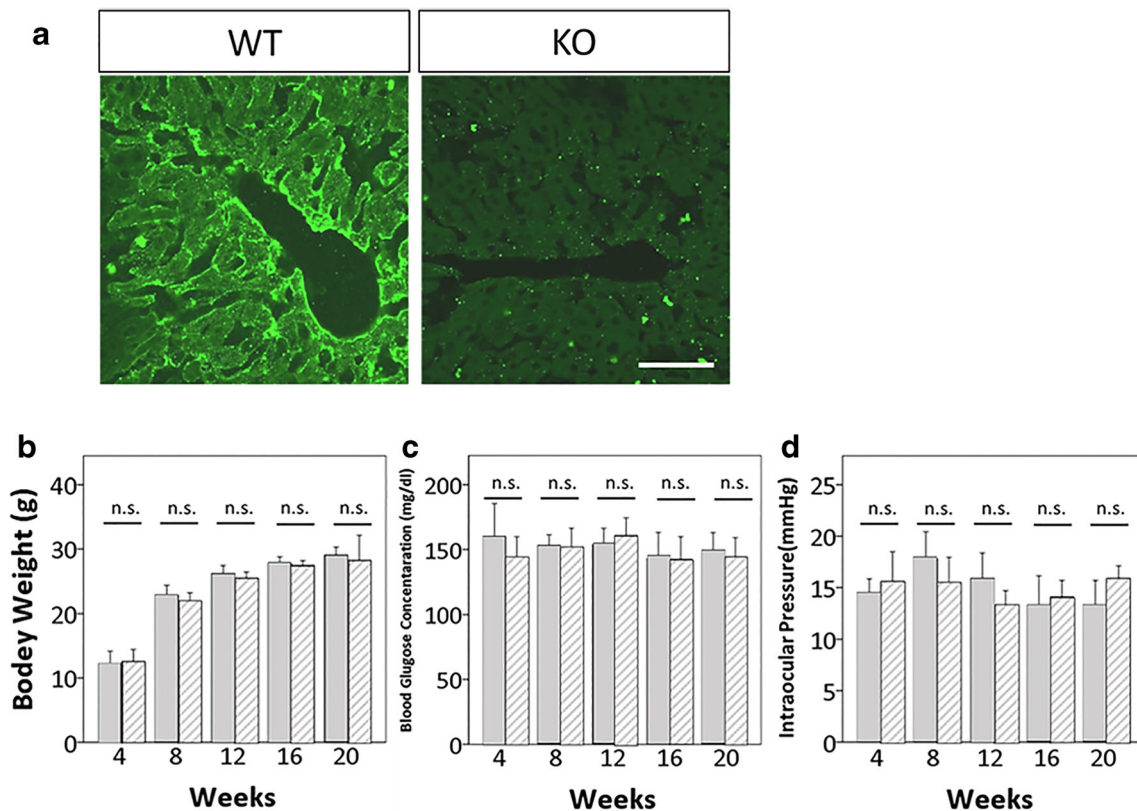 a
WT
KO
b
Bodey Weight (g)
40
30
20
10
0
n.s.
n.s.
n.s.
n.s.
n.s.
4 8 12 16 20
Weeks
c
Blood Glugose Concentaration (mg/dl)
200
150
100
50
0
n.s.
n.s.
n.s.
n.s.
n.s.
4 8 12 16 20
Weeks
d
Intraocular Pressure(mmHg)
25
20
15
10
5
0
n.s.
n.s.
n.s.
n.s.
n.s.
4 8 12 16 20
Weeks